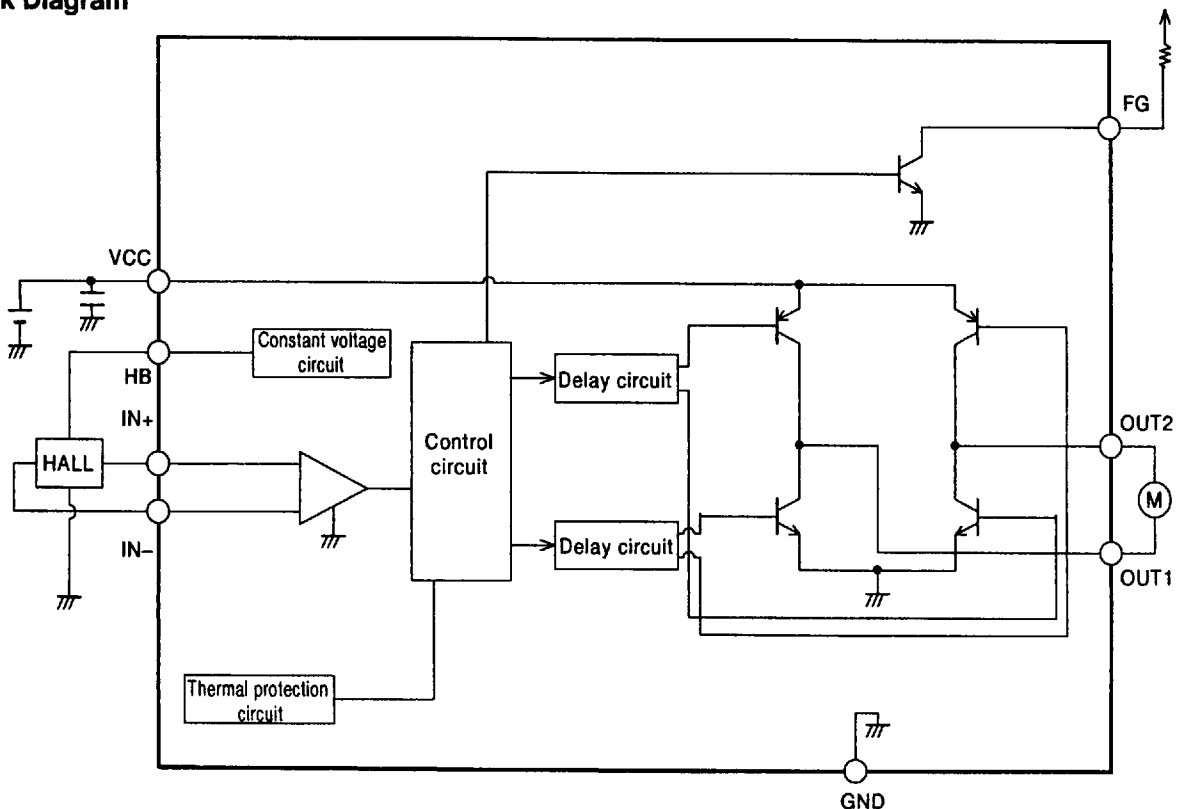 k Diagram
FG
VCC
Constant voltage
circuit
HB
Delay circuit
IN+
OUT2
Control
circuit
HALL
M
Delay circuit
IN−
OUT1
Thermal protection
circuit
GND